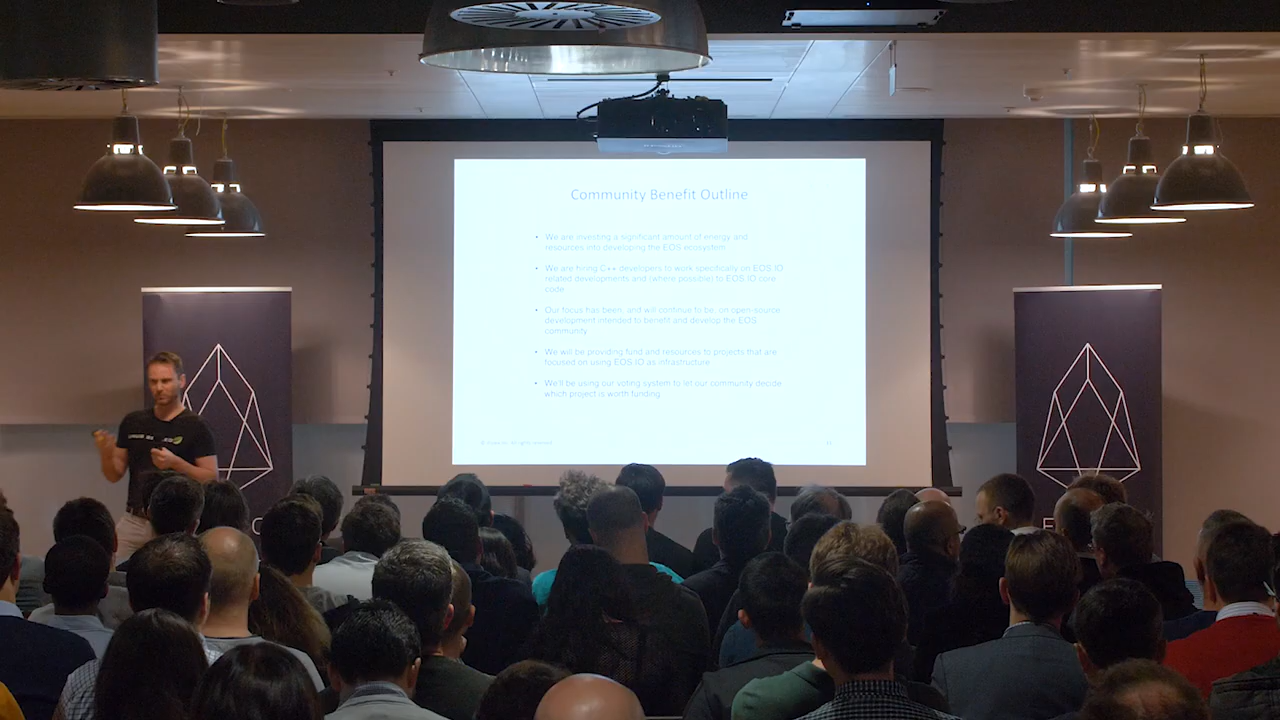 Community Benefit Outline
• We are investing a significant amount of energy and
resources into developing the EOS ecosystem
• We are hiring C++ developers to work specifically on EOS.IO
related developments and (where possible) to EOS.IO core
code.
• Our focus has been, and will continue to be, on open-source
development intended to benefit and develop the EOS
community
• We will be providing fund and resources to projects that are
focused on using EOS.IO as infrastructure.
• We'll be using our voting system to let our community decide
which project is worth funding
All rights reserved